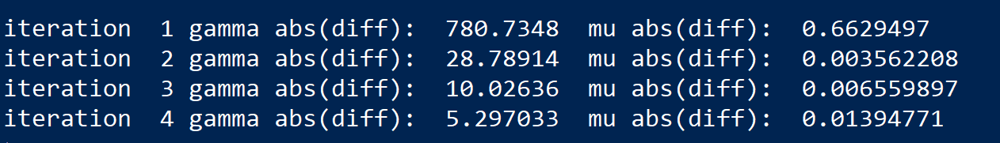 iteration  1 gamma abs(diff):  780.7348  mu abs(diff):  0.6629497
iteration  2 gamma abs(diff):  28.78914  mu abs(diff):  0.003562208
iteration  3 gamma abs(diff):  10.02636  mu abs(diff):  0.006559897
iteration  4 gamma abs(diff):  5.297033  mu abs(diff):  0.01394771